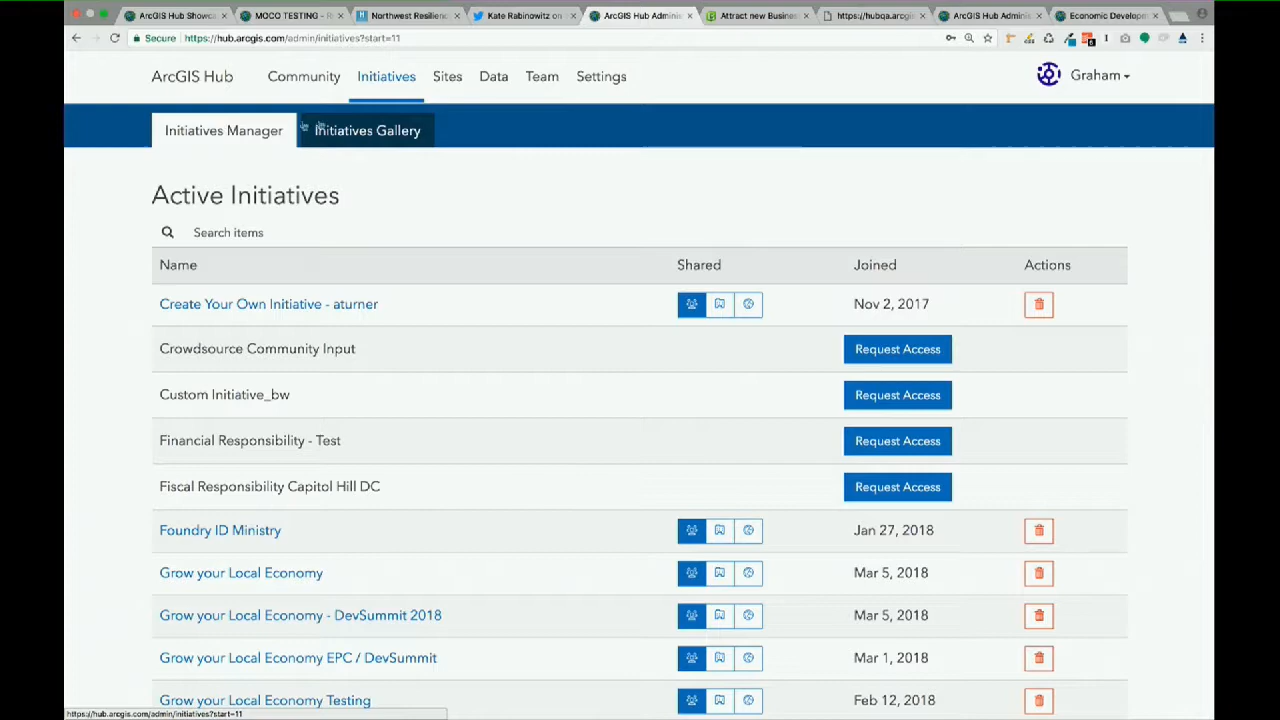 ArcGIS Hub Showc
MOCO TESTING - R
Northwest Resilienc
Kate Rabinowitz on
ArcGIS Hub Adminis
Attract new Busines
https://hubqa.arcgis
ArcGIS Hub Adminis
Economic Developm
Secure https://hub.arcgis.com/admin/initiatives?start=11
ArcGIS Hub Community Initiatives Sites Data Team Settings Graham
Initiatives Manager Initiatives Gallery
Active Initiatives
Search items
Name Shared Joined Actions
Create Your Own Initiative - aturner Nov 2, 2017
Crowdsource Community Input Request Access
Custom Initiative_bw Request Access
Financial Responsibility - Test Request Access
Fiscal Responsibility Capitol Hill DC Request Access
Foundry ID Ministry Jan 27, 2018
Grow your Local Economy Mar 5, 2018
Grow your Local Economy - DevSummit 2018 Mar 5, 2018
Grow your Local Economy EPC / DevSummit Mar 1, 2018
Grow your Local Economy Testing Feb 12, 2018
https://hub.arcgis.com/admin/initiatives?start=11